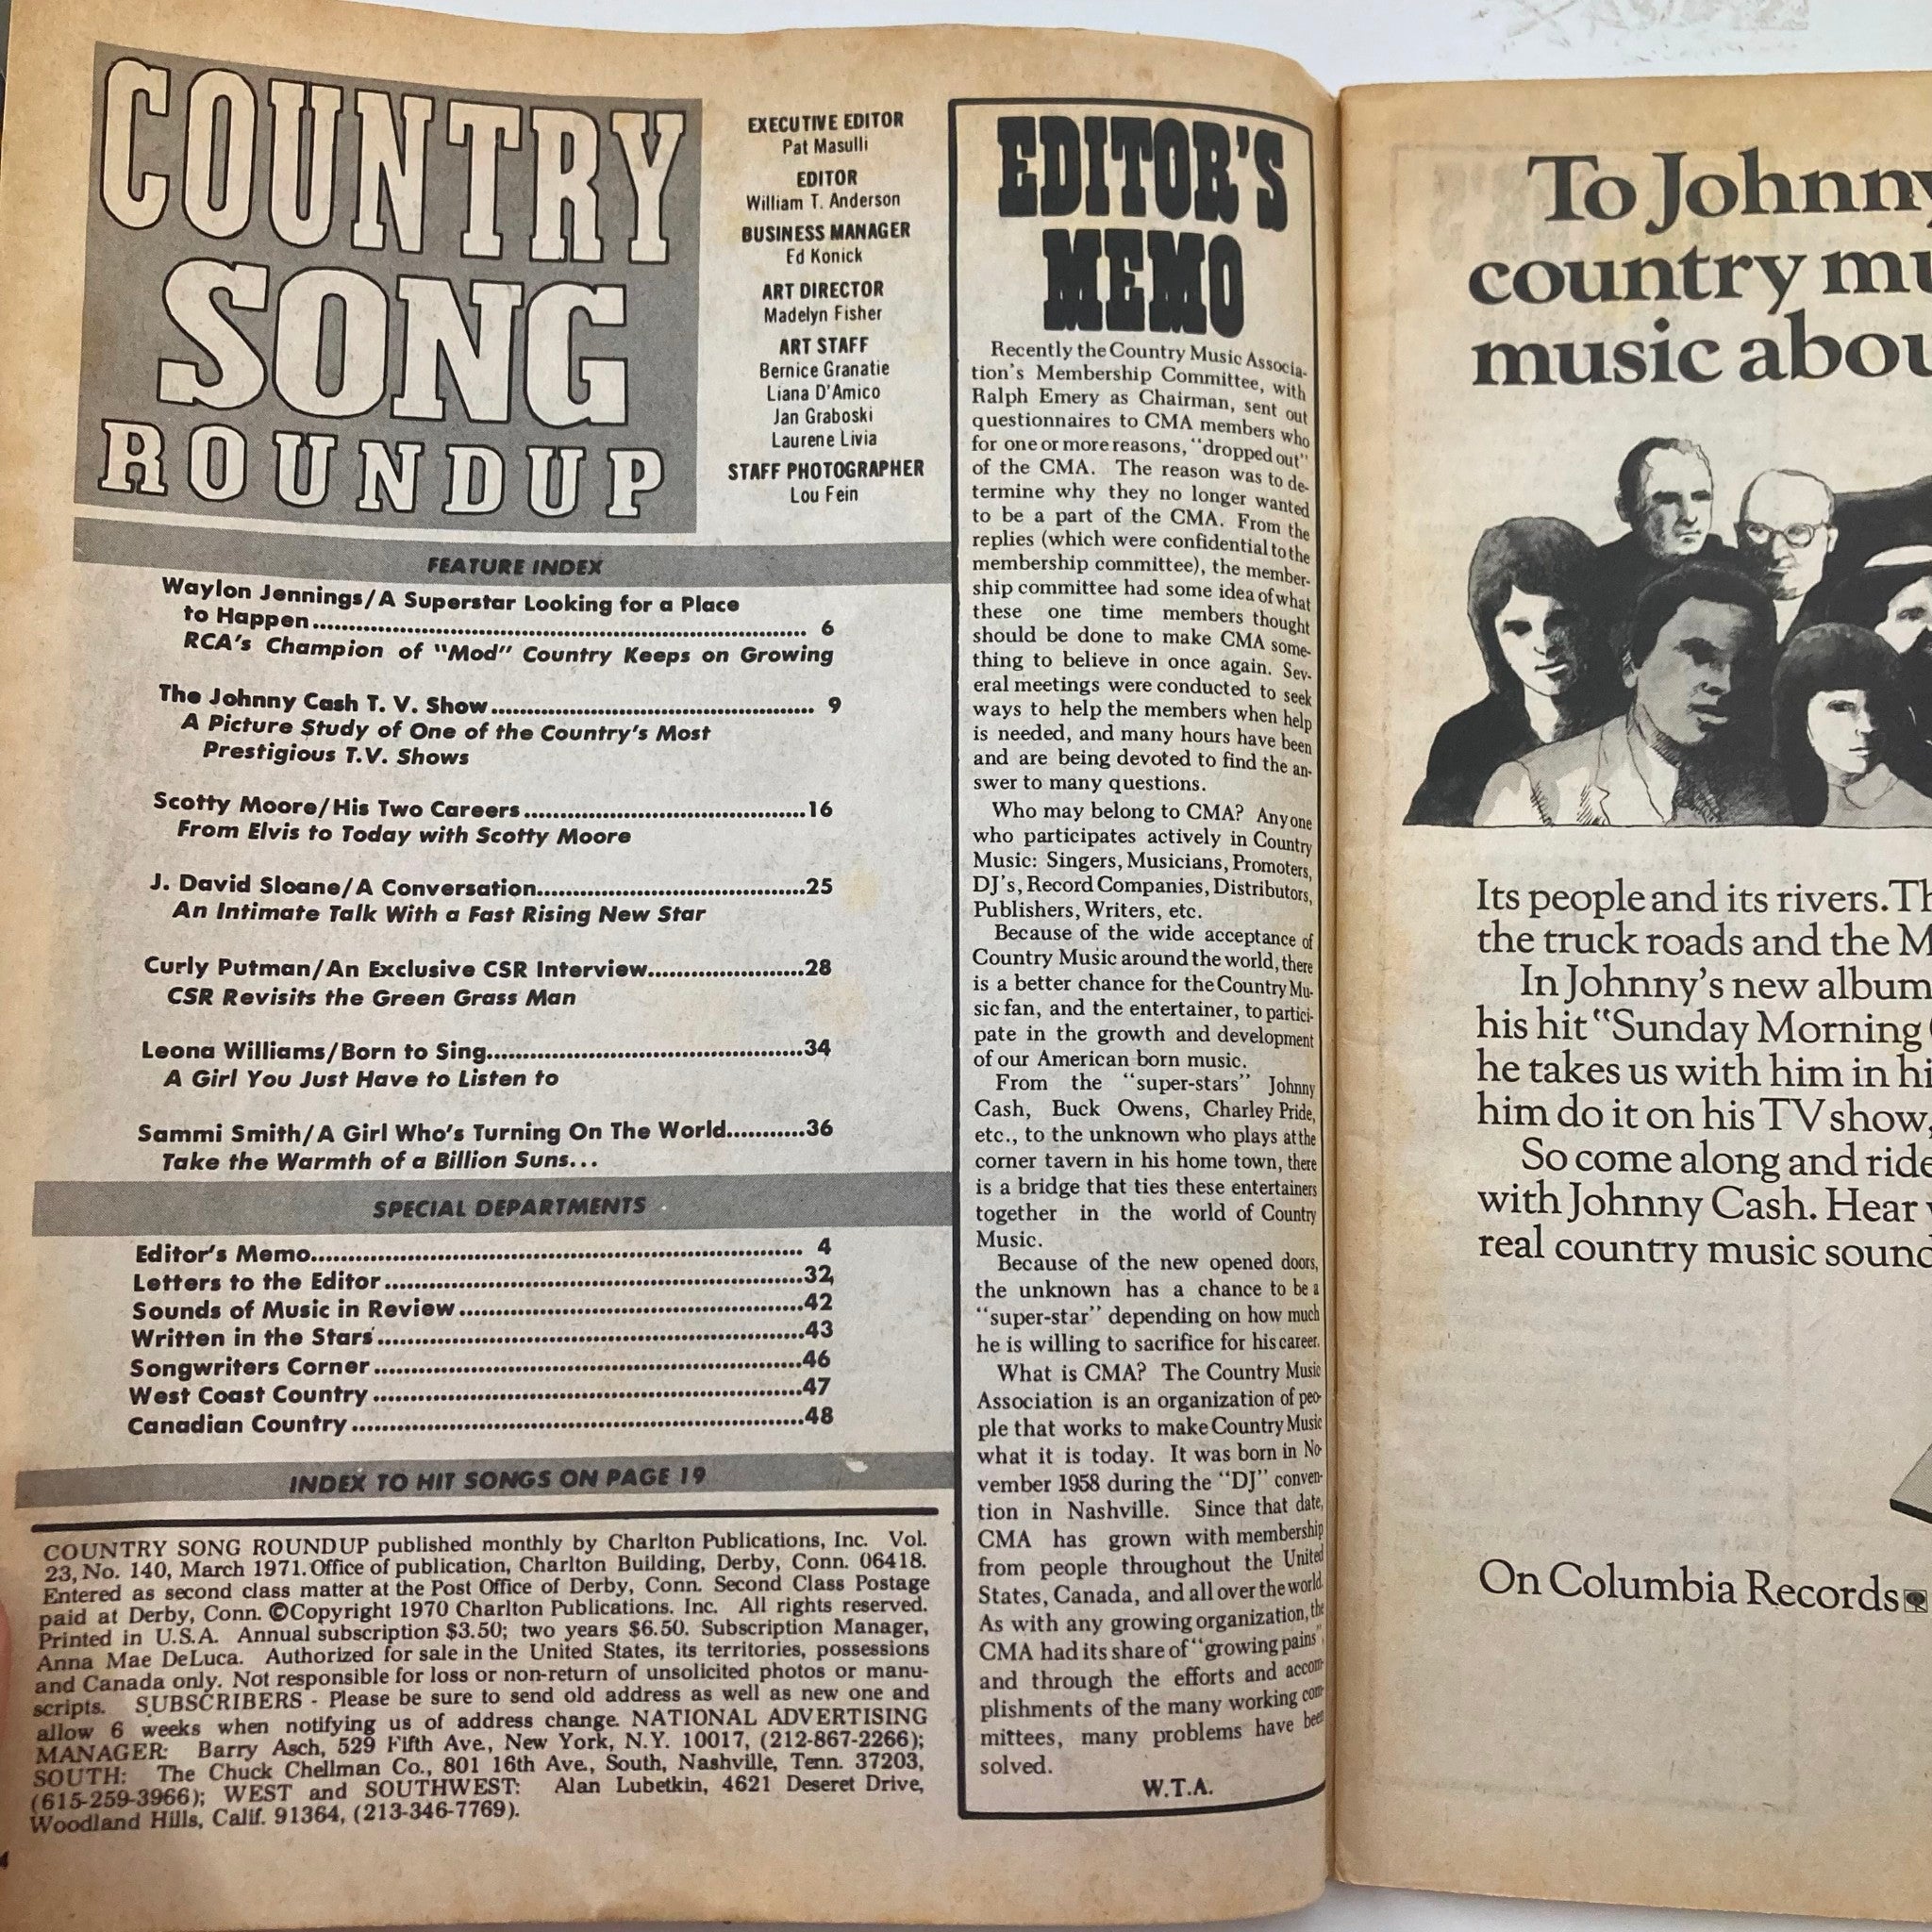 COUNTRY
SONG
ROUNDUP
EXECUTIVE EDITOR
Pat Masulli
EDITOR
William T. Anderson
BUSINESS MANAGER
Ed Konick
ART DIRECTOR
Madelyn Fisher
ART STAFF
Bernice Granatie
Liana D'Amico
Jan Graboski
Laurene Livia
STAFF PHOTOGRAPHER
Lou Fein
FEATURE INDEX
Waylon Jennings/A Superstar Looking for a Place
to Happen 6
RCA's Champion of "Mod" Country Keeps on Growing
The Johnny Cash T. V. Show 9
A Picture Study of One of the Country's Most
Prestigious T.V. Shows
Scotty Moore/His Two Careers 16
From Elvis to Today with Scotty Moore
J. David Sloane/A Conversation 25
An Intimate Talk With a Fast Rising New Star
Curly Putman/An Exclusive CSR Interview 28
CSR Revisits the Green Grass Man
Leona Williams/Born to Sing 34
A Girl You Just Have to Listen to
Sammi Smith/A Girl Who's Turning On The World 36
Take the Warmth of a Billion Suns...
SPECIAL DEPARTMENTS
Editor's Memo 4
Letters to the Editor 32
Sounds of Music in Review 42
Written in the Stars 43
Songwriters Corner 46
West Coast Country 47
Canadian Country 48
INDEX TO HIT SONGS ON PAGE 19
COUNTRY SONG ROUNDUP published monthly by Charlton Publications, Inc. Vol.
23, No. 140, March 1971. Office of publication, Charlton Building, Derby, Conn. 06418.
Entered as second class matter at the Post Office of Derby, Conn. Second Class Postage
paid at Derby, Conn. ©Copyright 1970 Charlton Publications. Inc. All rights reserved.
Printed in U.S.A. Annual subscription $3.50; two years $6.50. Subscription Manager,
Anna Mae DeLuca. Authorized for sale in the United States, its territories, possessions
and Canada only. Not responsible for loss or non-return of unsolicited photos or manu-
scripts. SUBSCRIBERS - Please be sure to send old address as well as new one and
allow 6 weeks when notifying us of address change. NATIONAL ADVERTISING
MANAGER: Barry Asch, 529 Fifth Ave., New York, N.Y. 10017, (212-867-2266);
SOUTH: The Chuck Chellman Co., 801 16th Ave., South, Nashville, Tenn. 37203,
(615-259-3966); WEST and SOUTHWEST: Alan Lubetkin, 4621 Deseret Drive,
Woodland Hills, Calif. 91364, (213-346-7769).
4
EDITOR'S
MEMO
Recently the Country Music Associa-
tion's Membership Committee, with
Ralph Emery as Chairman, sent out
questionnaires to CMA members who
for one or more reasons, "dropped out"
of the CMA. The reason was to de-
termine why they no longer wanted
to be a part of the CMA. From the
replies (which were confidential to the
membership committee), the member-
ship committee had some idea of what
these one time members thought
should be done to make CMA some-
thing to believe in once again. Sev-
eral meetings were conducted to seek
ways to help the members when help
is needed, and many hours have been
and are being devoted to find the an-
swer to many questions.
Who may belong to CMA? Anyone
who participates actively in Country
Music: Singers, Musicians, Promoters,
DJ's, Record Companies, Distributors,
Publishers, Writers, etc.
Because of the wide acceptance of
Country Music around the world, there
is a better chance for the Country Mu-
sic fan, and the entertainer, to partici-
pate in the growth and development
of our American born music.
From the "super-stars" Johnny
Cash, Buck Owens, Charley Pride,
etc., to the unknown who plays at the
corner tavern in his home town, there
is a bridge that ties these entertainers
together in the world of Country
Music.
Because of the new opened doors,
the unknown has a chance to be a
"super-star" depending on how much
he is willing to sacrifice for his career.
What is CMA? The Country Music
Association is an organization of peo-
ple that works to make Country Music
what it is today. It was born in No-
vember 1958 during the "DJ" conven-
tion in Nashville. Since that date,
CMA has grown with membership
from people throughout the United
States, Canada, and all over the world.
As with any growing organization, the
CMA had its share of "growing pains",
and through the efforts and accom-
plishments of the many working com-
mittees, many problems have been
solved.
W.T.A.
To Johnny
country mu
music abou
Its people and its rivers. Th
the truck roads and the M
In Johnny's new album
his hit "Sunday Morning
he takes us with him in hi
him do it on his TV show,
So come along and ride
with Johnny Cash. Hear
real country music sound
On Columbia Records